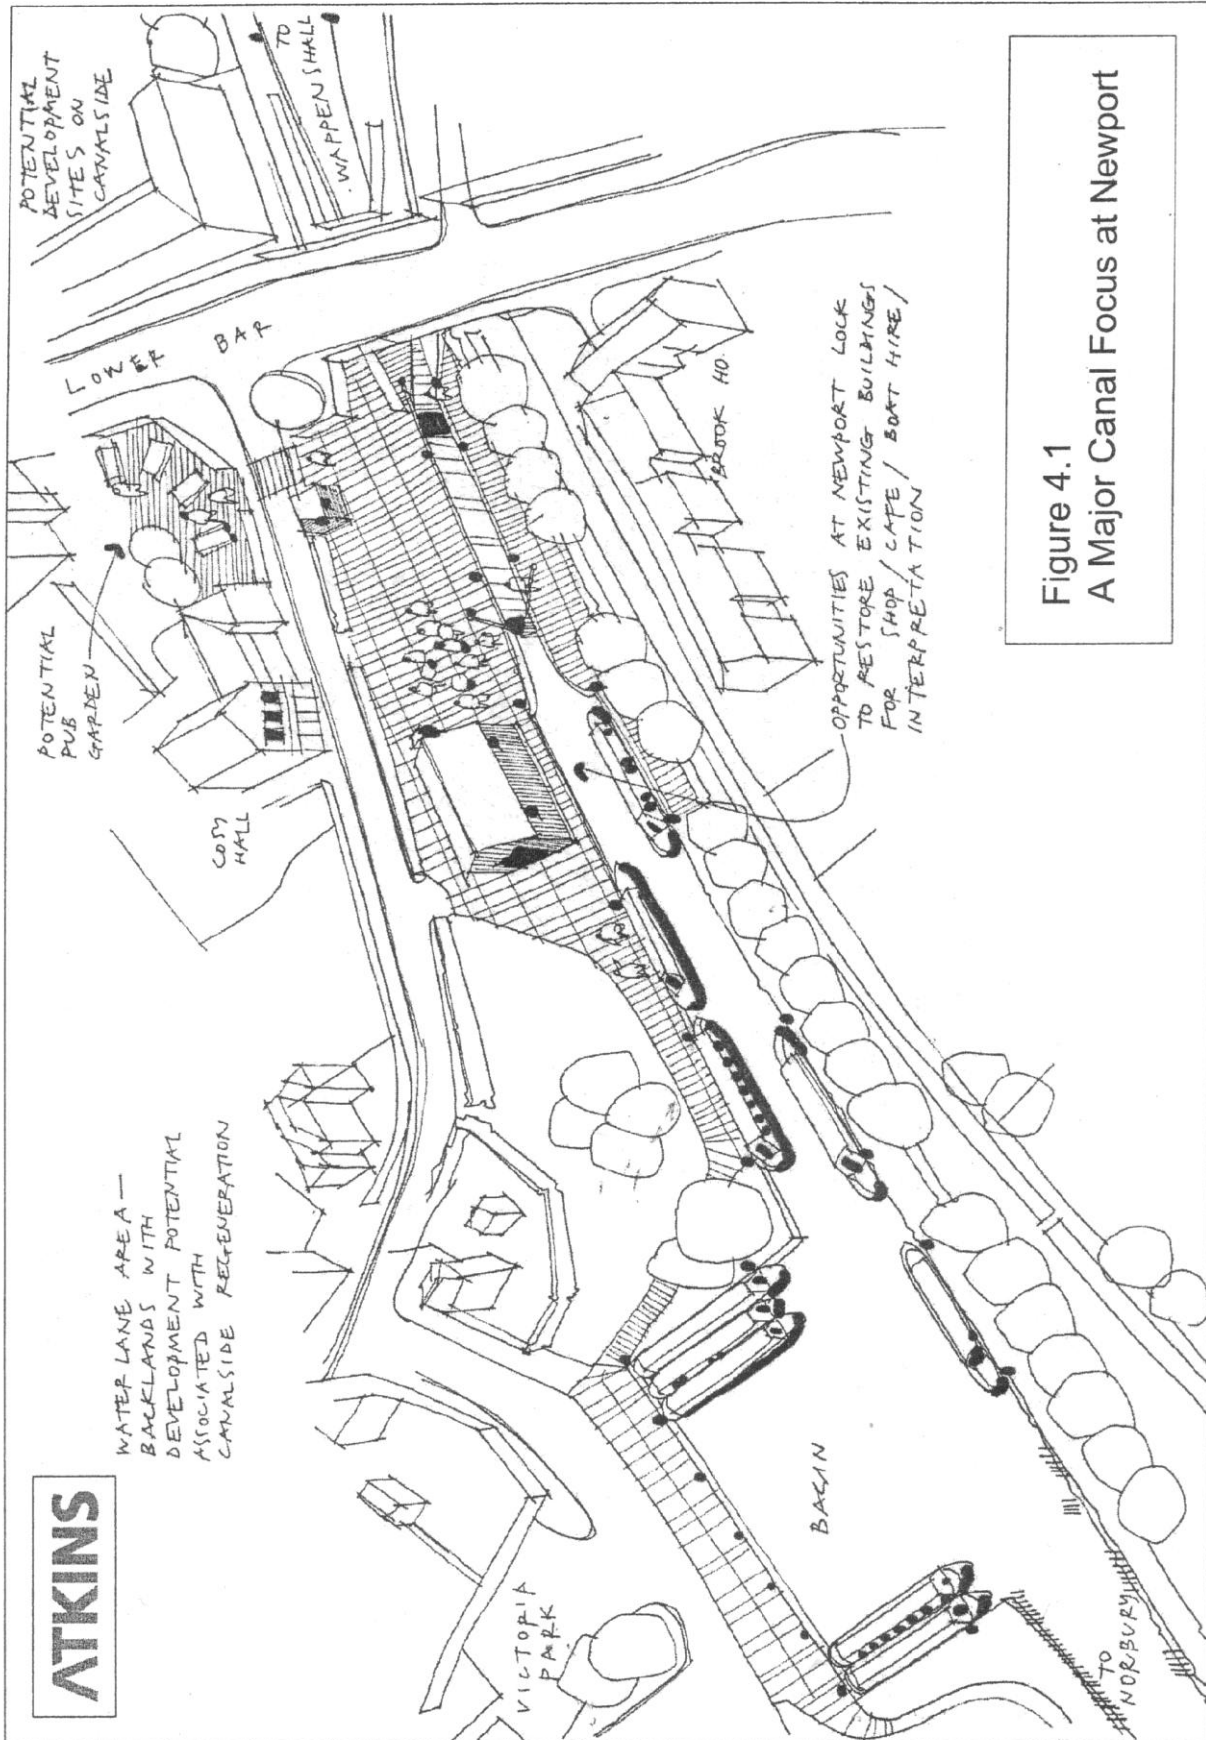 ATKINS
WATER LANE AREA —
BACKLANDS WITH
DEVELOPMENT POTENTIAL
ASSOCIATED WITH
CANALSIDE REGENERATION
POTENTIAL
PUB
GARDEN
POTENTIAL
DEVELOPMENT
SITES ON
CANALSIDE
LOWER BAR
TO
WAPPENSHALL
COSY
HALL
VICTORIA
PARK
BASIN
TO
NORBURY
BROOK HO.
OPPORTUNITIES AT NEWPORT LOCK
TO RESTORE EXISTING BUILDINGS
FOR SHOP / CAFE / BOAT HIRE /
INTERPRETATION
Figure 4.1
A Major Canal Focus at Newport